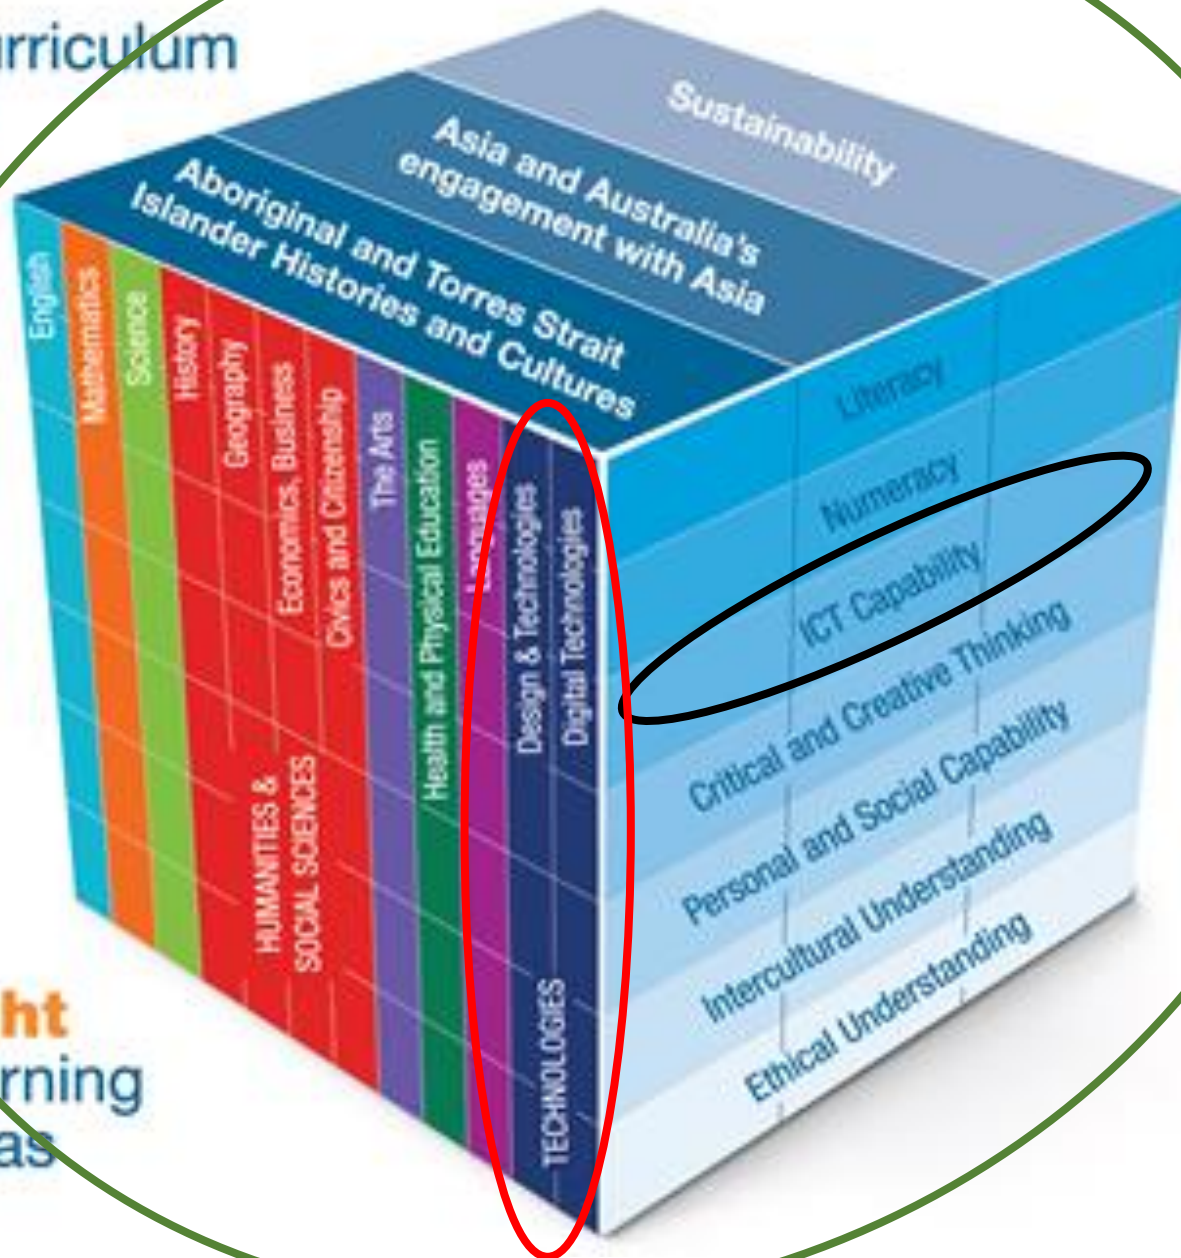 urriculum
Sustainability
Asia and Australia's
engagement with Asia
Aboriginal and Torres Strait
Islander Histories and Cultures
English
Mathematics
Science
History
Geography
Economics, Business
Civics and Citizenship
HUMANITIES &
SOCIAL SCIENCES
The Arts
Health and Physical Education
Languages
Design & Technologies
Digital Technologies
TECHNOLOGIES
Literacy
Numeracy
ICT Capability
Critical and Creative Thinking
Personal and Social Capability
Intercultural Understanding
Ethical Understanding
ht
rning
as